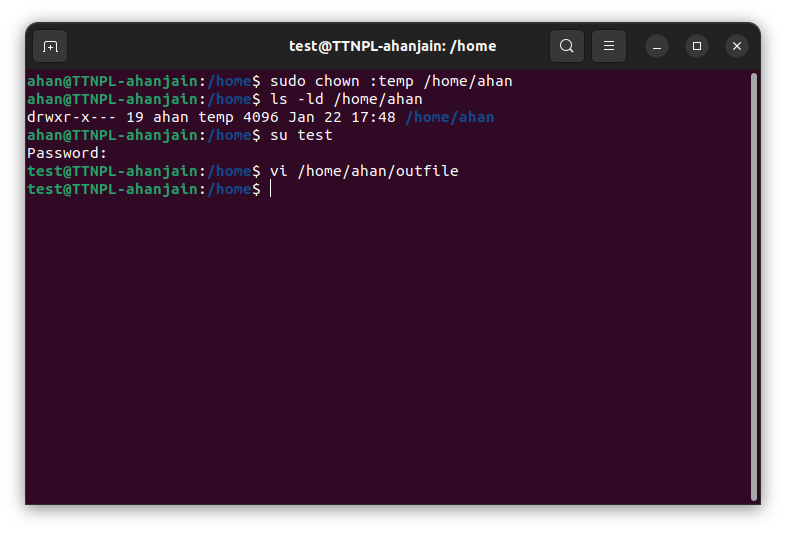 test@TTNPL-ahanjain: /home
ahan@TTNPL-ahanjain:/home$ sudo chown :temp /home/ahan
ahan@TTNPL-ahanjain:/home$ ls -ld /home/ahan
drwxr-x--- 19 ahan temp 4096 Jan 22 17:48 /home/ahan
ahan@TTNPL-ahanjain:/home$ su test
Password:
test@TTNPL-ahanjain:/home$ vi /home/ahan/outfile
test@TTNPL-ahanjain:/home$